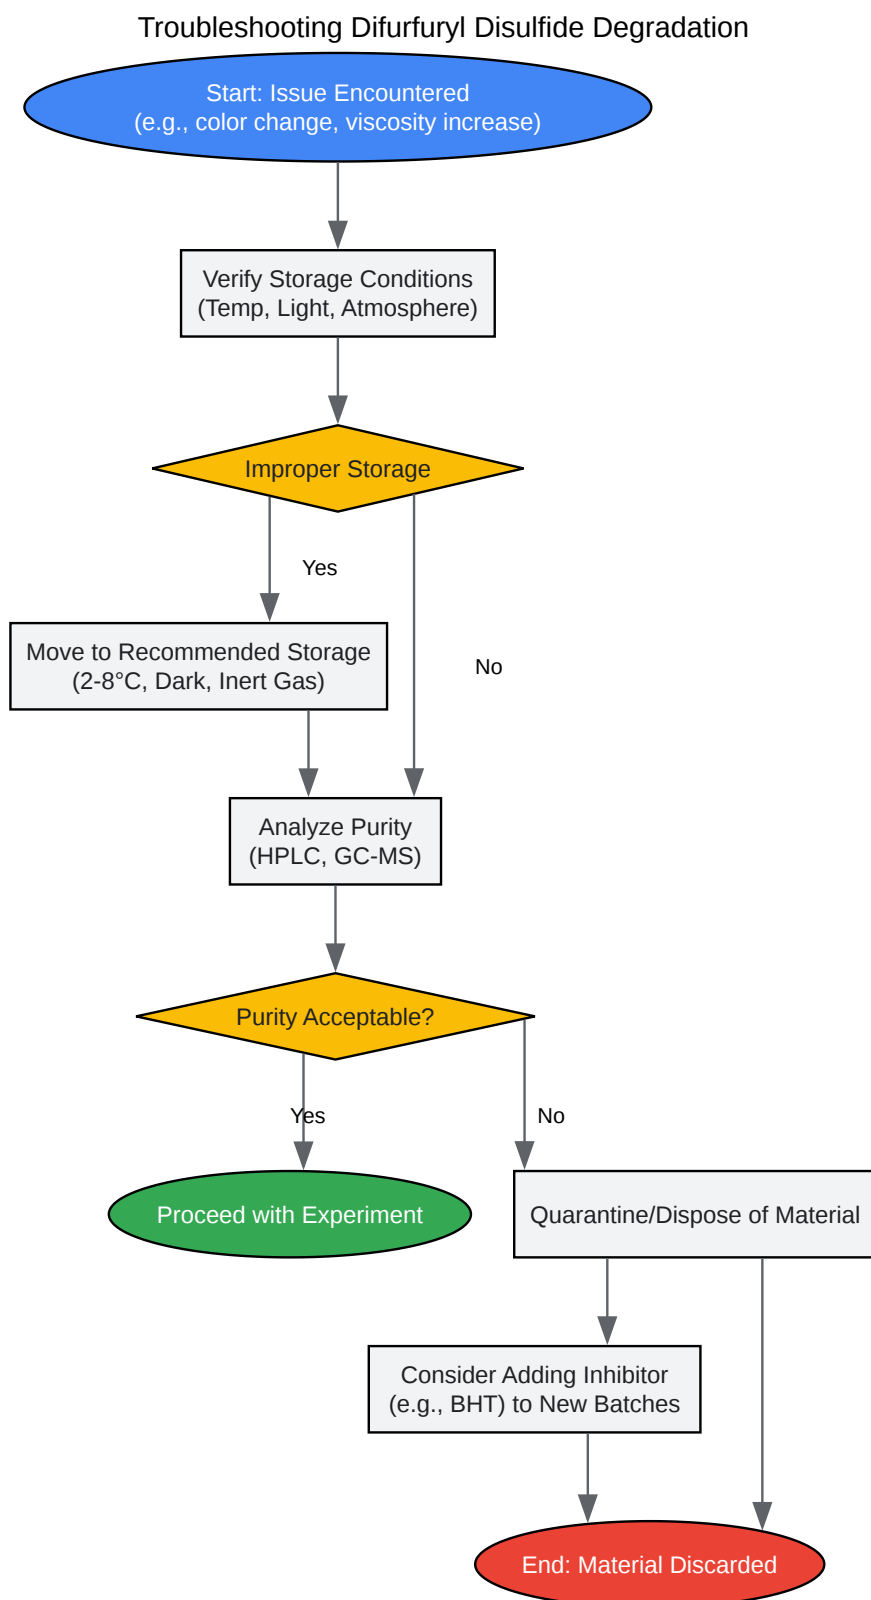 Troubleshooting Difurfuryl Disulfide Degradation
Start: Issue Encountered
(e.g., color change, viscosity increase)
Verify Storage Conditions
(Temp, Light, Atmosphere)
Improper Storage
Yes
Move to Recommended Storage
(2-8°C, Dark, Inert Gas)
No
Analyze Purity
(HPLC, GC-MS)
Purity Acceptable?
Yes
No
Proceed with Experiment
Quarantine/Dispose of Material
Consider Adding Inhibitor
(e.g., BHT) to New Batches
End: Material Discarded